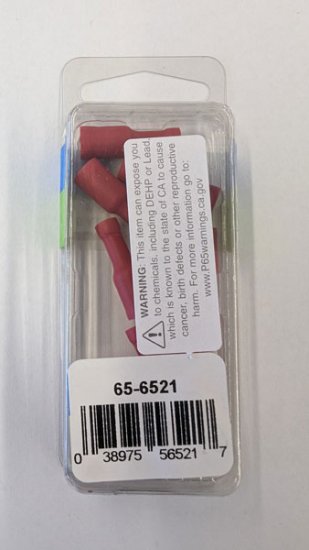 WARNING: This item can expose you
to chemicals, including DEHP or Lead,
which is known to the state of CA to cause
cancer, birth defects or other reproductive
harm. For more information go to:
www.P65warnings.ca.gov
65-6521
0 38975 56521 7